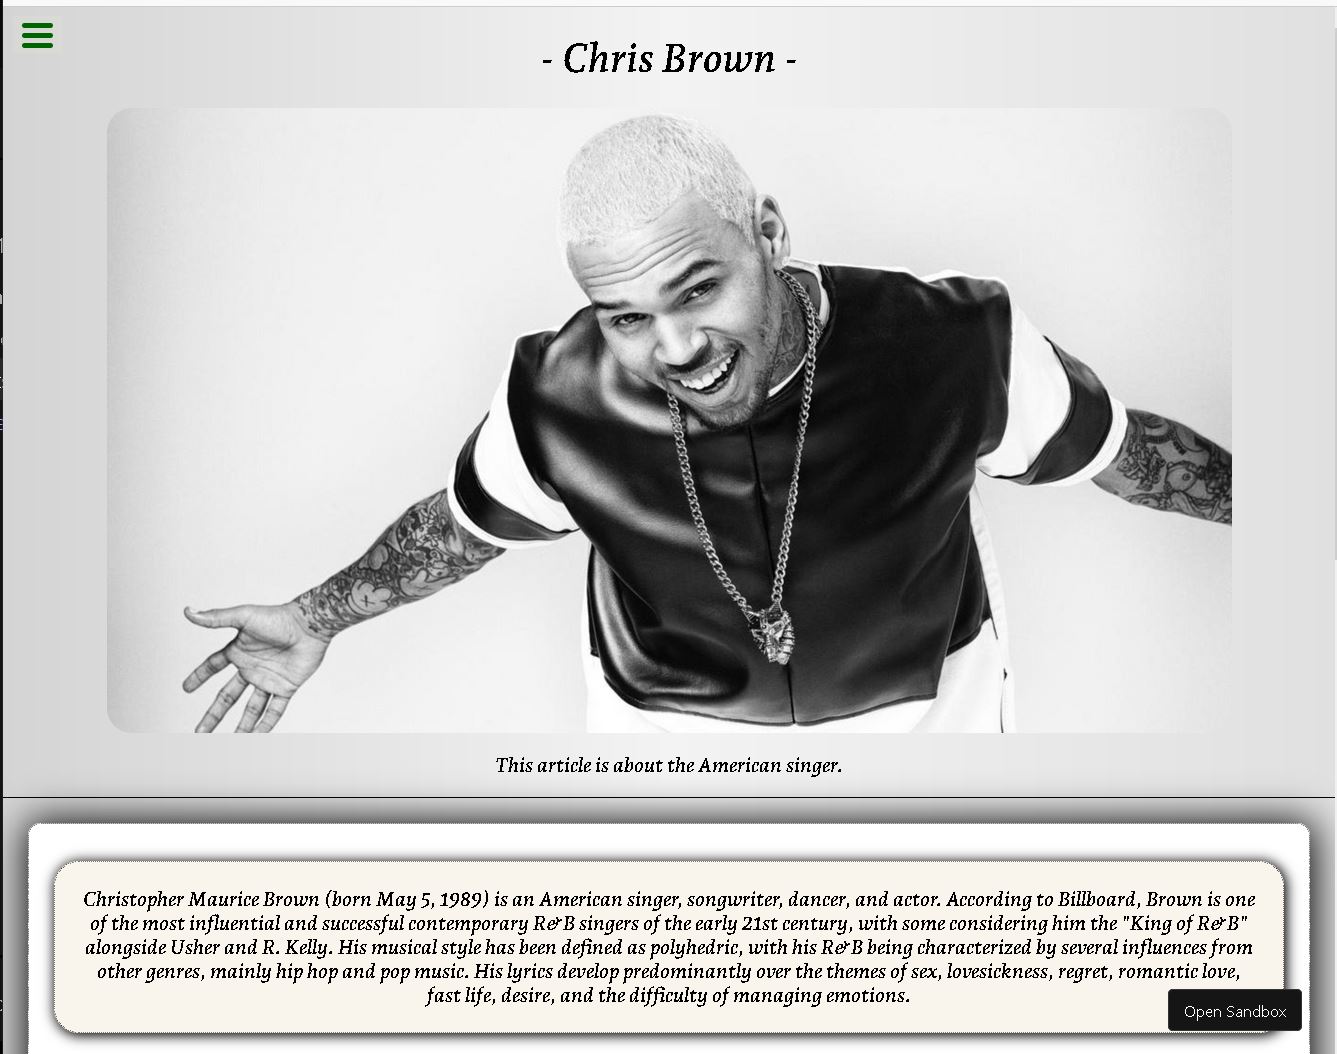 - Chris Brown -
This article is about the American singer.
Christopher Maurice Brown (born May 5, 1989) is an American singer, songwriter, dancer, and actor. According to Billboard, Brown is one
of the most influential and successful contemporary R&B singers of the early 21st century, with some considering him the "King of R&B"
alongside Usher and R. Kelly. His musical style has been defined as polyhedric, with his R&B being characterized by several influences from
other genres, mainly hip hop and pop music. His lyrics develop predominantly over the themes of sex, lovesickness, regret, romantic love,
fast life, desire, and the difficulty of managing emotions.
Open Sandbox